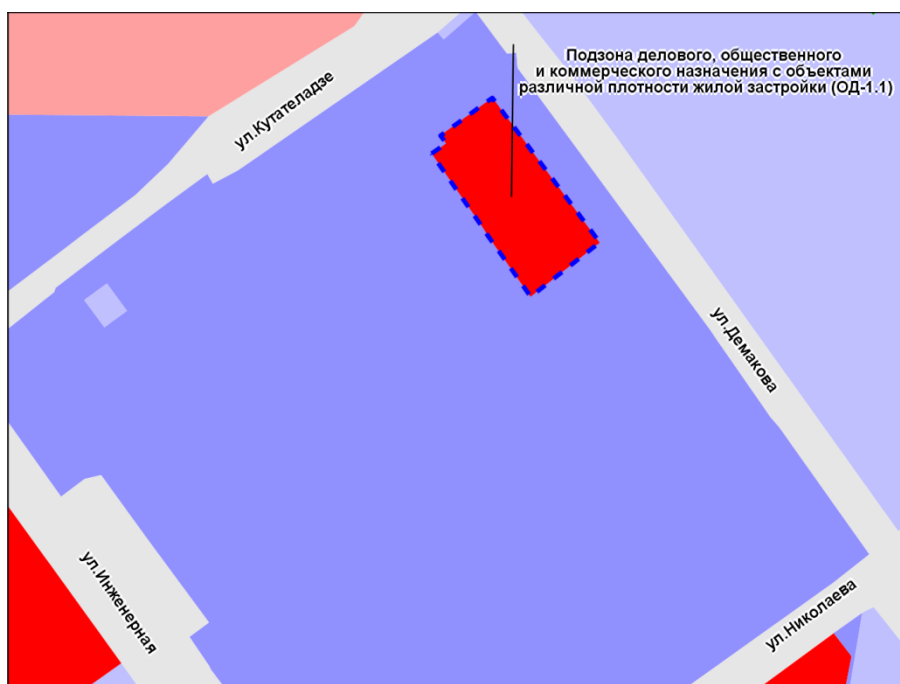 Подзона делового, общественного
и коммерческого назначения с объектами
различной плотности жилой застройки (ОД-1.1)
ул.Кутателадзе
ул.Демакова
ул.Инженерная
ул.Николаева